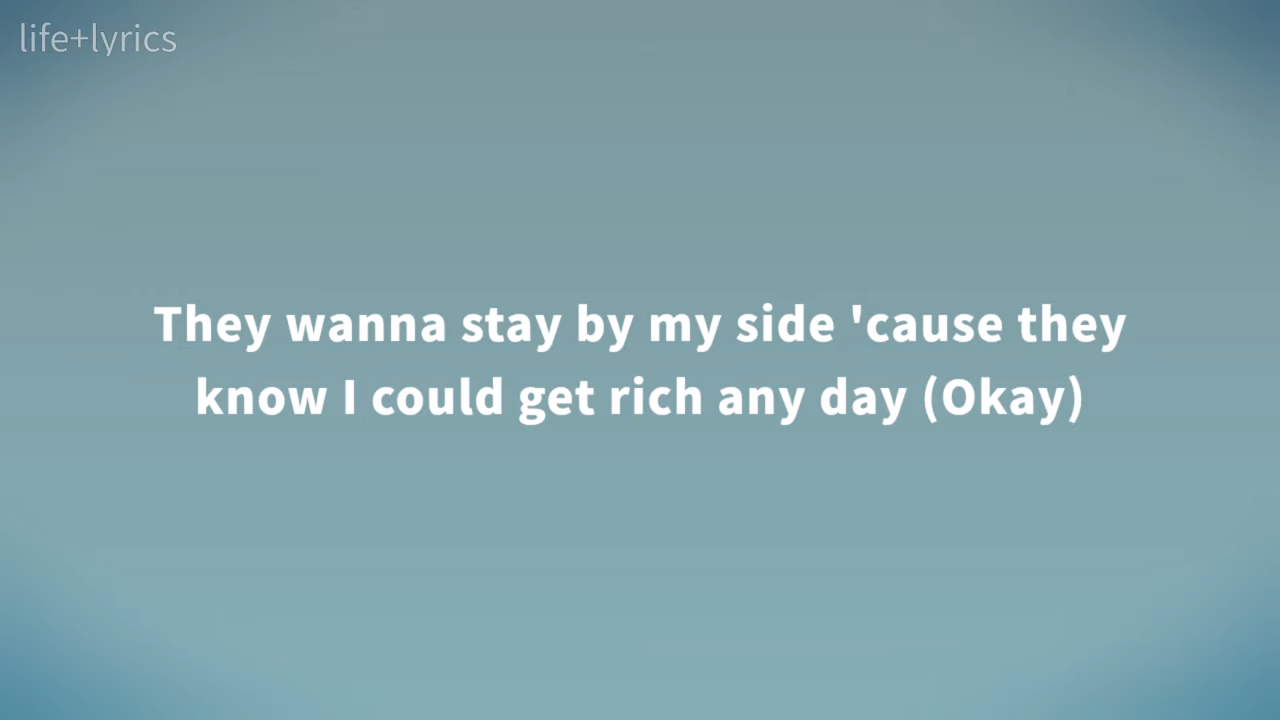 life+lyrics
They wanna stay by my side 'cause they
know I could get rich any day (Okay)